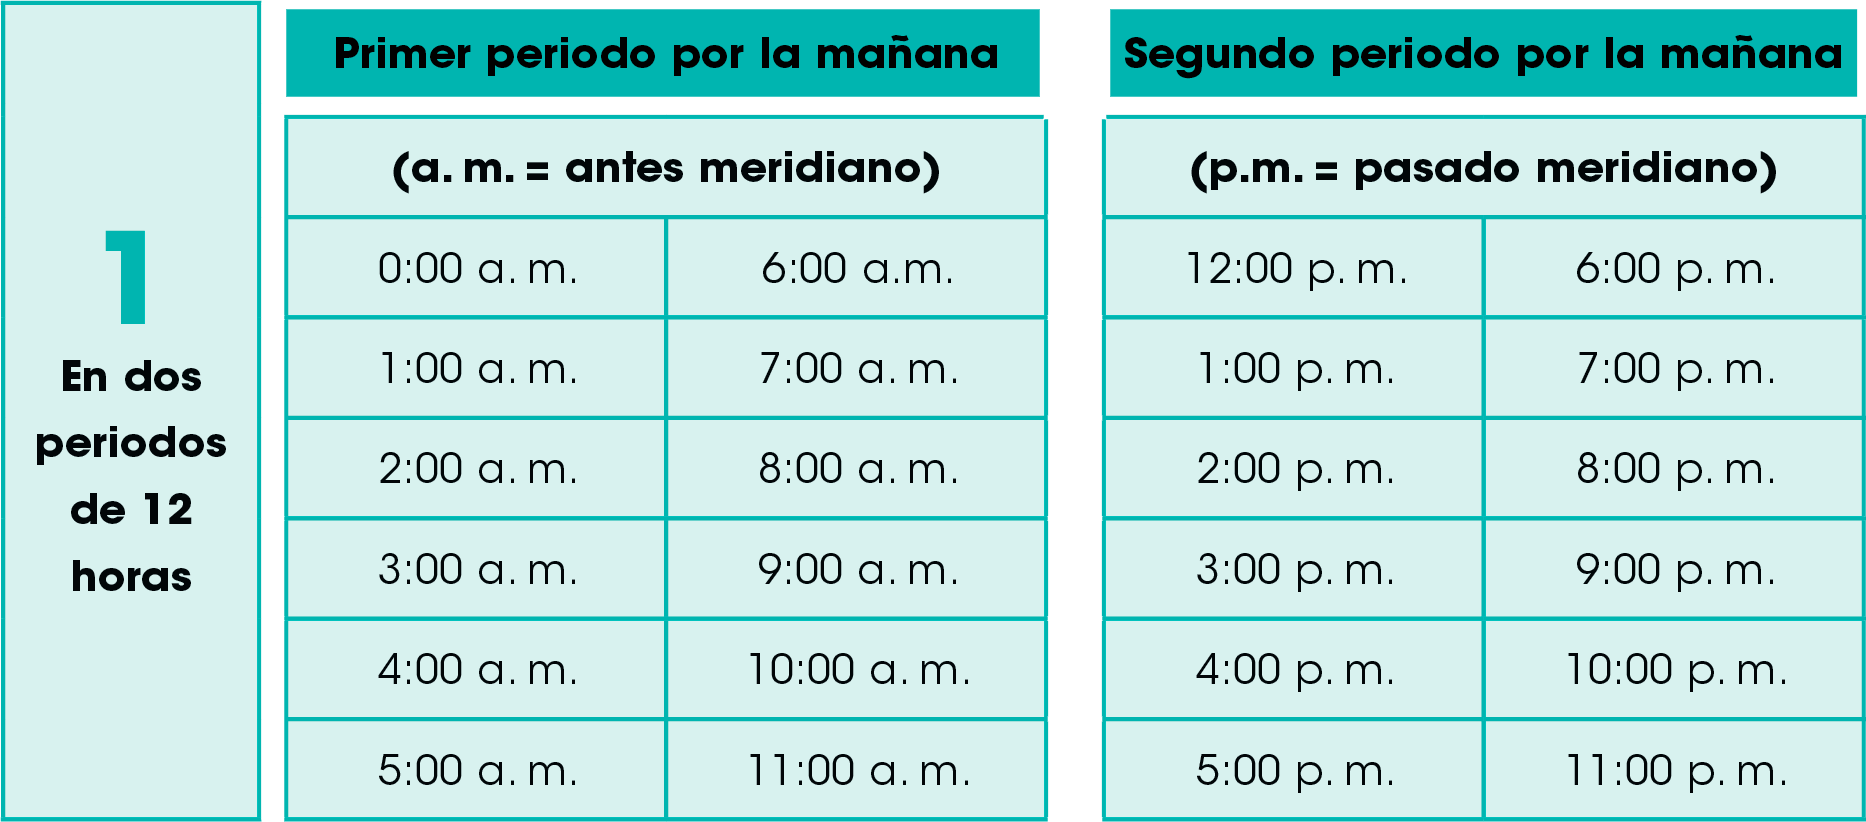 1
En dos
periodos
de 12
horas
Primer periodo por la mañana
(a. m. = antes meridiano)
0:00 a. m. 6:00 a.m.
1:00 a. m. 7:00 a. m.
2:00 a. m. 8:00 a. m.
3:00 a. m. 9:00 a. m.
4:00 a. m. 10:00 a. m.
5:00 a. m. 11:00 a. m.
Segundo periodo por la mañana
(p.m. = pasado meridiano)
12:00 p. m. 6:00 p. m.
1:00 p. m. 7:00 p. m.
2:00 p. m. 8:00 p. m.
3:00 p. m. 9:00 p. m.
4:00 p. m. 10:00 p. m.
5:00 p. m. 11:00 p. m.